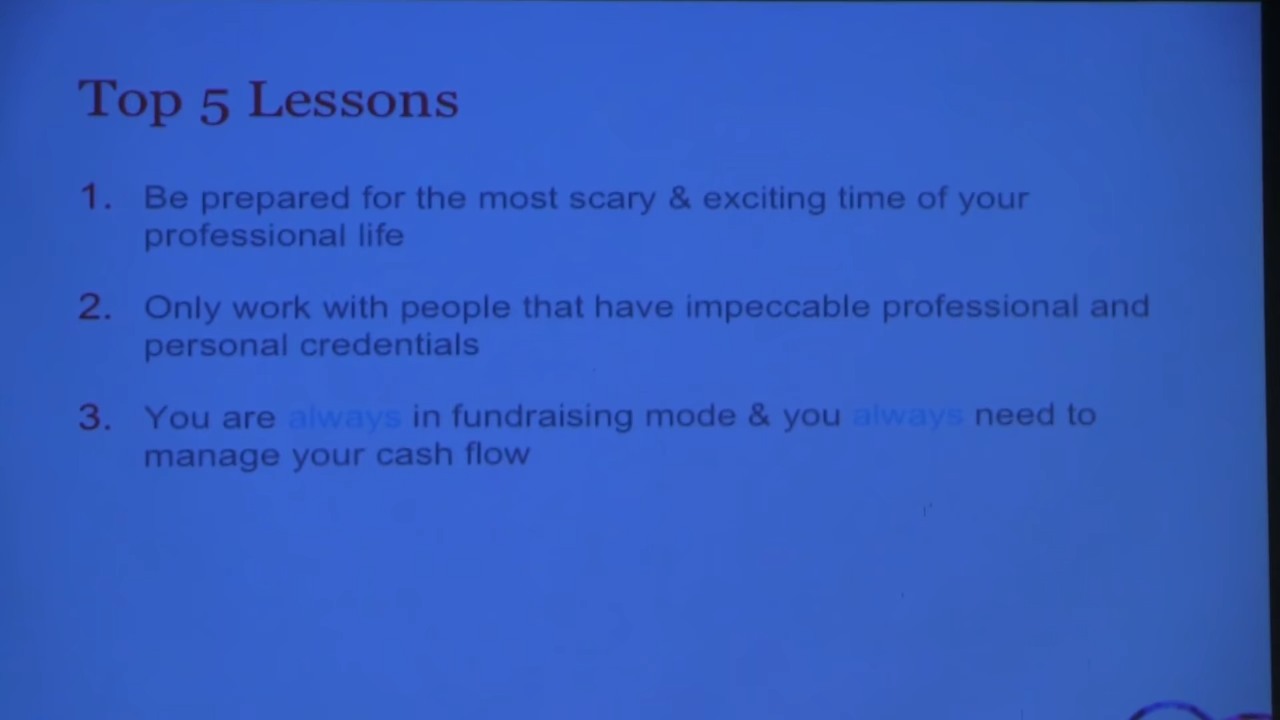 Top 5 Lessons
1. Be prepared for the most scary & exciting time of your
professional life
2. Only work with people that have impeccable professional and
personal credentials
3. You are always in fundraising mode & you always need to
manage your cash flow